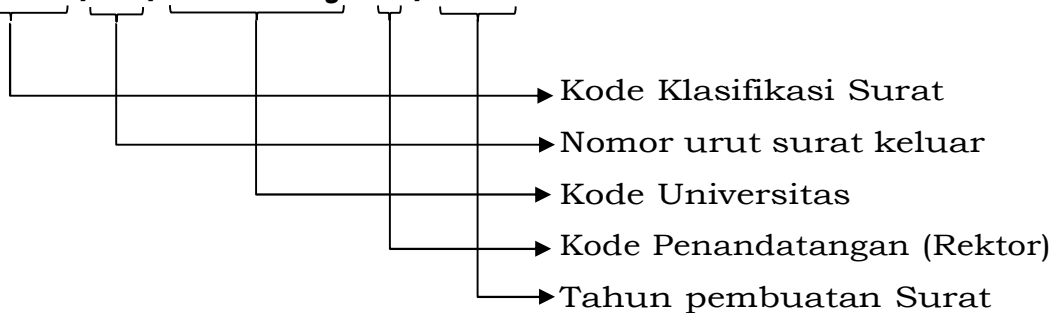 Kode Klasifikasi Surat
Nomor urut surat keluar
Kode Universitas
Kode Penandatangan (Rektor)
Tahun pembuatan Surat